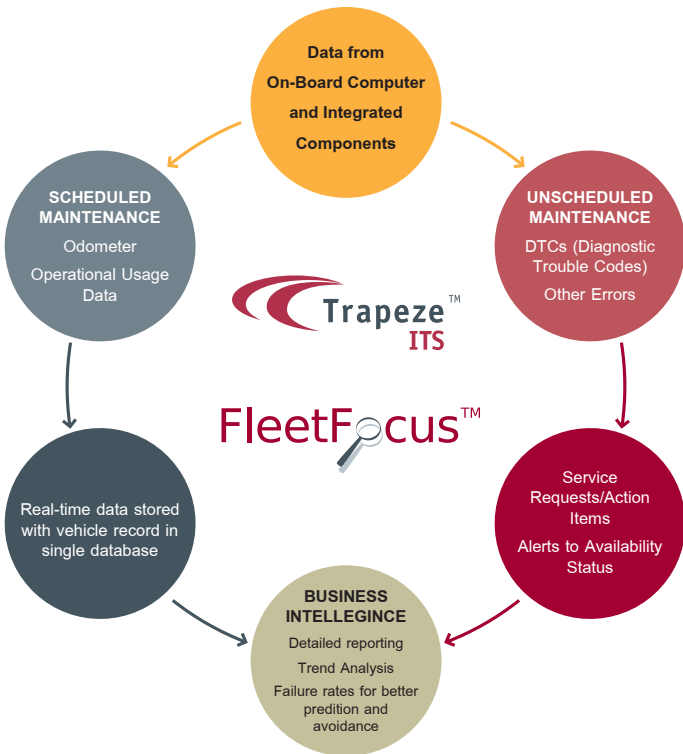 Data from
On-Board Computer
and Integrated
Components
SCHEDULED
MAINTENANCE
Odometer
Operational Usage
Data
UNSCHEDULED
MAINTENANCE
DTCs (Diagnostic
Trouble Codes)
Other Errors
Trapeze™
ITS
FleetFocus™
Real-time data stored
with vehicle record in
single database
Service
Requests/Action
Items
Alerts to Availability
Status
BUSINESS
INTELLEGINCE
Detailed reporting
Trend Analysis
Failure rates for better
predition and
avoidance